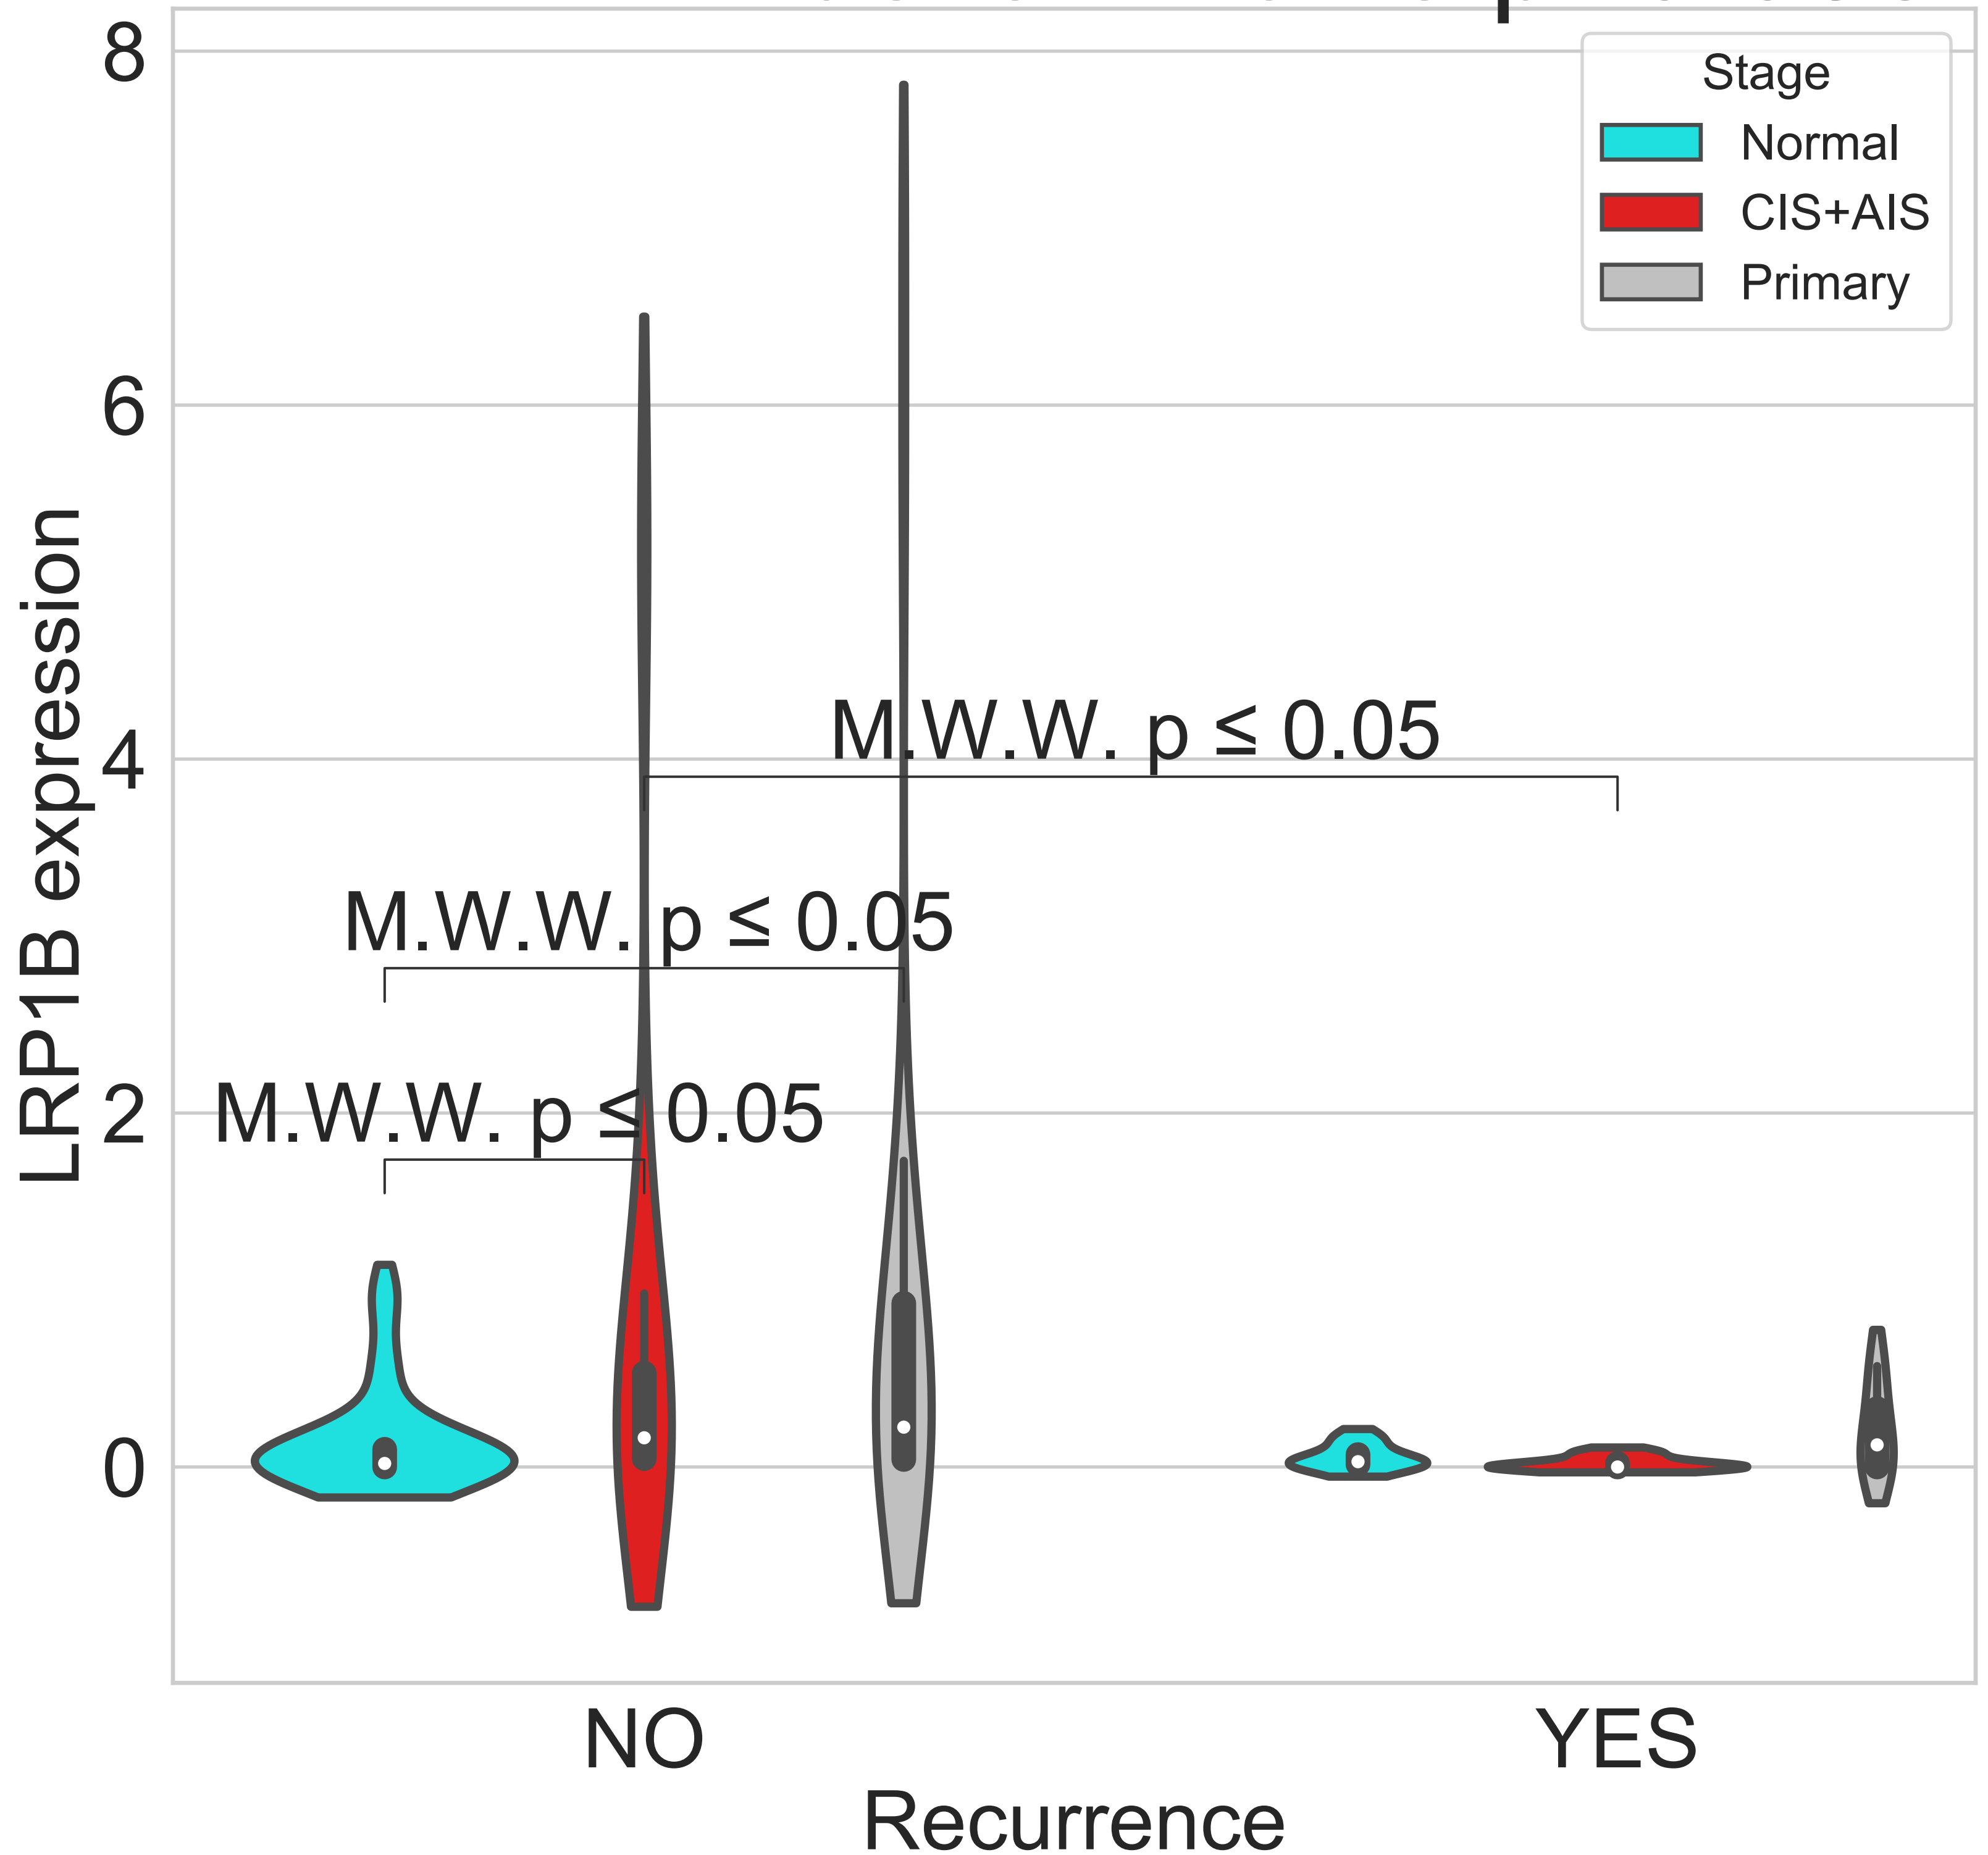 8
6
4
2
0
LRP1B expression
Stage
Normal
CIS+AIS
Primary
M.W.W. p ≤ 0.05
M.W.W. p ≤ 0.05
M.W.W. p ≤ 0.05
NO
YES
Recurrence